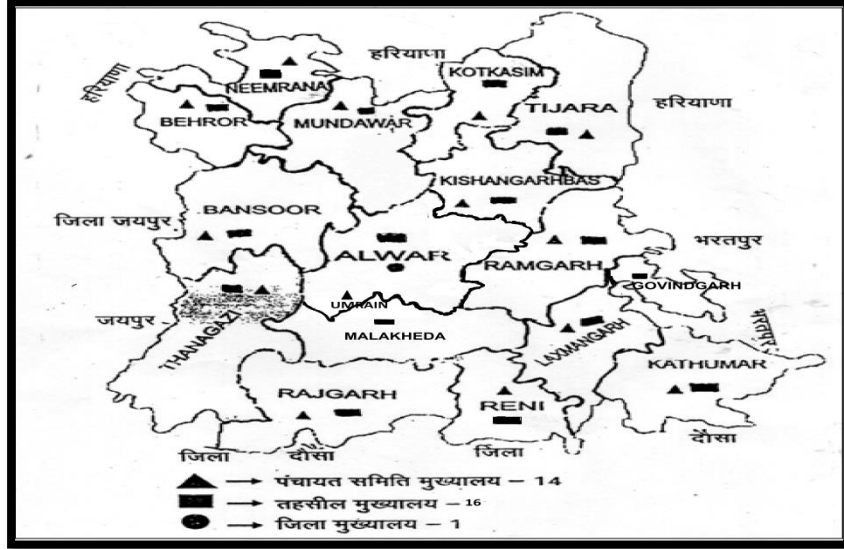 हरियाणा
हरियाणा
NEEMRANA
KOTKASIM
TIJARA
हरियाणा
BEHROR
MUNDAWAR
KISHANGARHBAS
BANSOOR
जिला जयपुर
ALWAR
RAMGARH
भरतपुर
GOVINDGARH
UMRAIN
जयपुर
MALAKHEDA
THANAGAZI
LAXMANGARH
KATHUMAR
RAJGARH
RENI
दौसा
जिला
दौसा
जिला
→ पंचायत समिति मुख्यालय – 14
→ तहसील मुख्यालय – 16
→ जिला मुख्यालय – 1